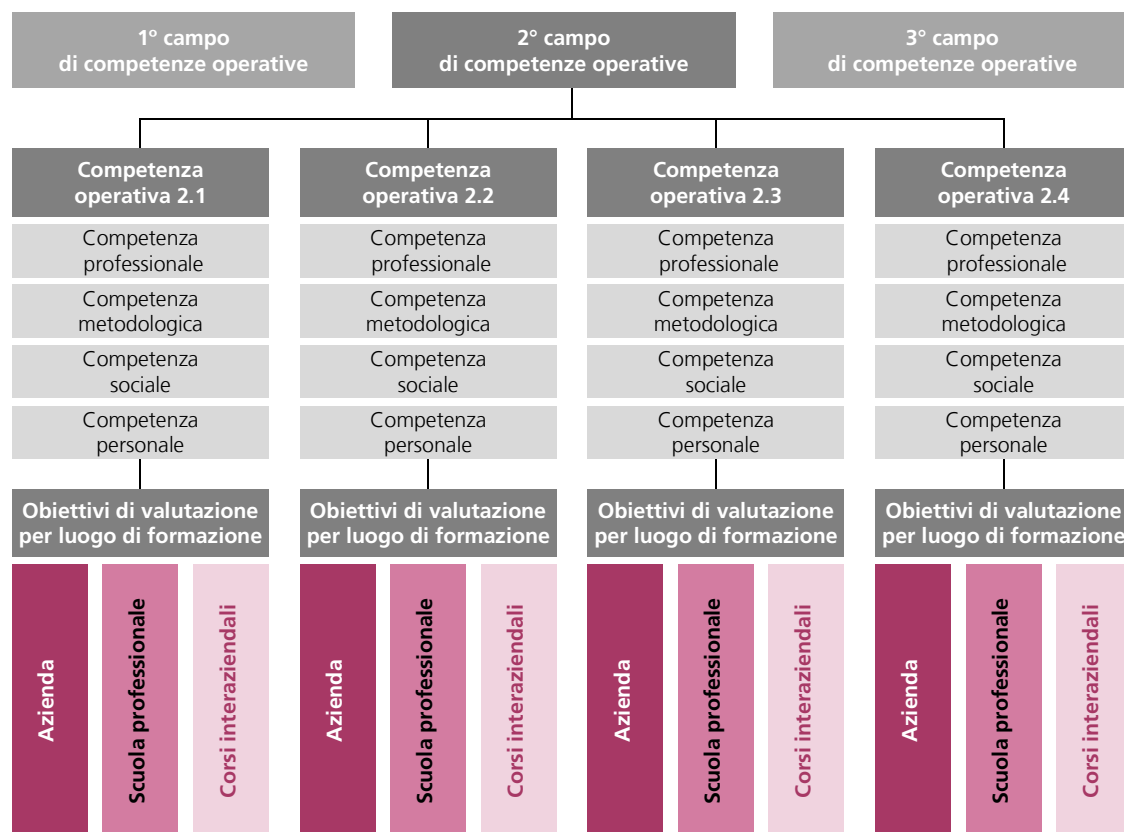 1° campo
di competenze operative
2° campo
di competenze operative
3° campo
di competenze operative
Competenza
operativa 2.1
Competenza
operativa 2.2
Competenza
operativa 2.3
Competenza
operativa 2.4
Competenza
professionale
Competenza
professionale
Competenza
professionale
Competenza
professionale
Competenza
metodologica
Competenza
metodologica
Competenza
metodologica
Competenza
metodologica
Competenza
sociale
Competenza
sociale
Competenza
sociale
Competenza
sociale
Competenza
personale
Competenza
personale
Competenza
personale
Competenza
personale
Obiettivi di valutazione
per luogo di formazione
Obiettivi di valutazione
per luogo di formazione
Obiettivi di valutazione
per luogo di formazione
Obiettivi di valutazione
per luogo di formazione
Azienda
Scuola professionale
Corsi interaziendali
Azienda
Scuola professionale
Corsi interaziendali
Azienda
Scuola professionale
Corsi interaziendali
Azienda
Scuola professionale
Corsi interaziendali